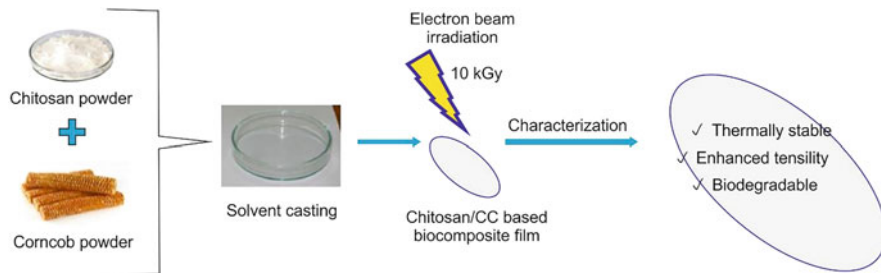 Chitosan powder
Corncob powder
Solvent casting
Electron beam
irradiation
10 kGy
Chitosan/CC based
biocomposite film
Characterization
✓ Thermally stable
✓ Enhanced tensility
✓ Biodegradable